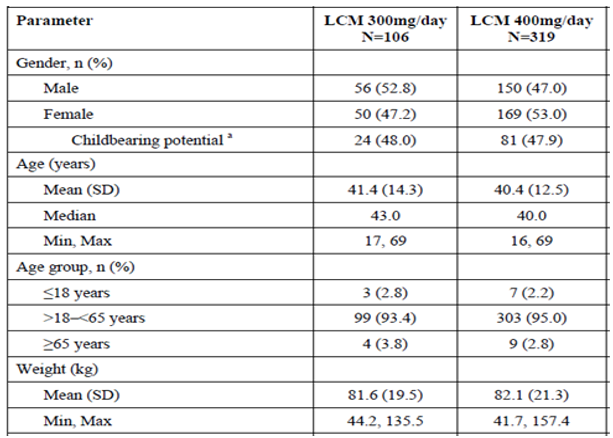 Parameter LCM 300mg/day LCM 400mg/day
N=106 N=319
Gender, n (%)
Male 56 (52.8) 150 (47.0)
Female 50 (47.2) 169 (53.0)
Childbearing potential ª 24 (48.0) 81 (47.9)
Age (years)
Mean (SD) 41.4 (14.3) 40.4 (12.5)
Median 43.0 40.0
Min, Max 17, 69 16, 69
Age group, n (%)
≤18 years 3 (2.8) 7 (2.2)
>18–<65 years 99 (93.4) 303 (95.0)
≥65 years 4 (3.8) 9 (2.8)
Weight (kg)
Mean (SD) 81.6 (19.5) 82.1 (21.3)
Min, Max 44.2, 135.5 41.7, 157.4